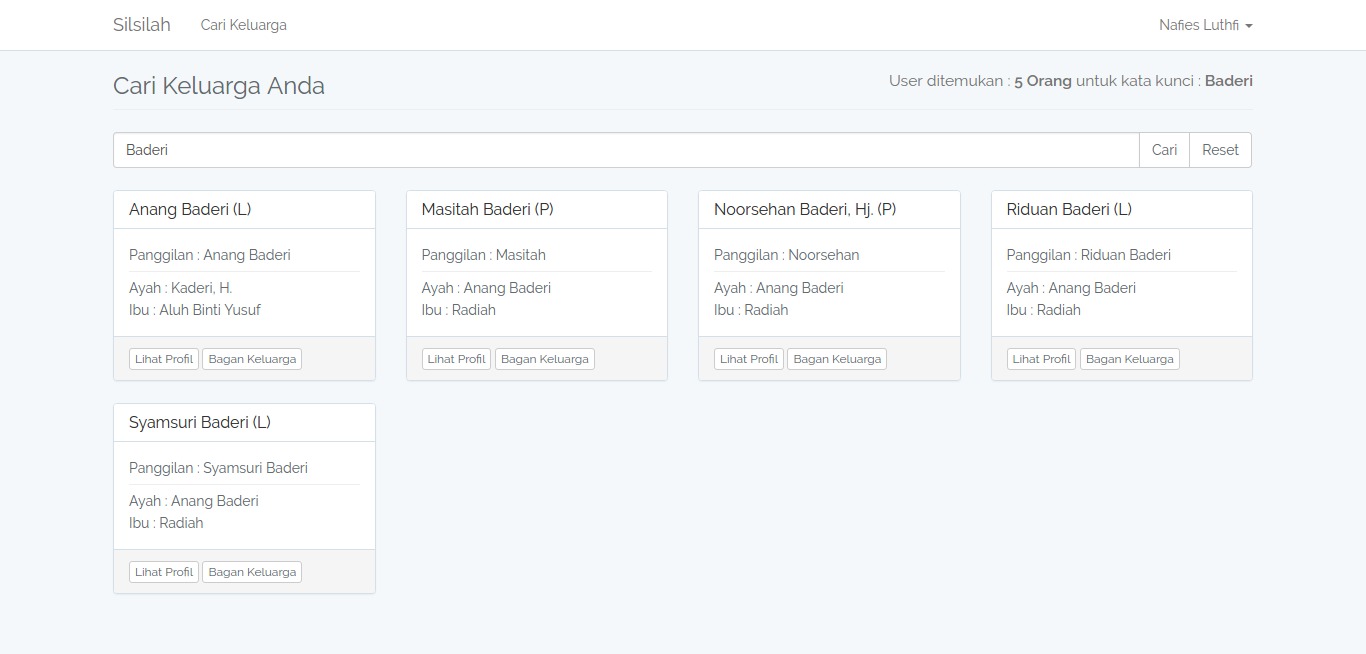 Silsilah
Cari Keluarga
Nafies Luthfi
Cari Keluarga Anda
User ditemukan : 5 Orang untuk kata kunci : Baderi
Baderi
Cari
Reset
Anang Baderi (L)
Panggilan : Anang Baderi
Ayah : Kaderi, H.
Ibu : Aluh Binti Yusuf
Lihat Profil
Bagan Keluarga
Masitah Baderi (P)
Panggilan : Masitah
Ayah : Anang Baderi
Ibu : Radiah
Lihat Profil
Bagan Keluarga
Noorsehan Baderi, Hj. (P)
Panggilan : Noorsehan
Ayah : Anang Baderi
Ibu : Radiah
Lihat Profil
Bagan Keluarga
Riduan Baderi (L)
Panggilan : Riduan Baderi
Ayah : Anang Baderi
Ibu : Radiah
Lihat Profil
Bagan Keluarga
Syamsuri Baderi (L)
Panggilan : Syamsuri Baderi
Ayah : Anang Baderi
Ibu : Radiah
Lihat Profil
Bagan Keluarga